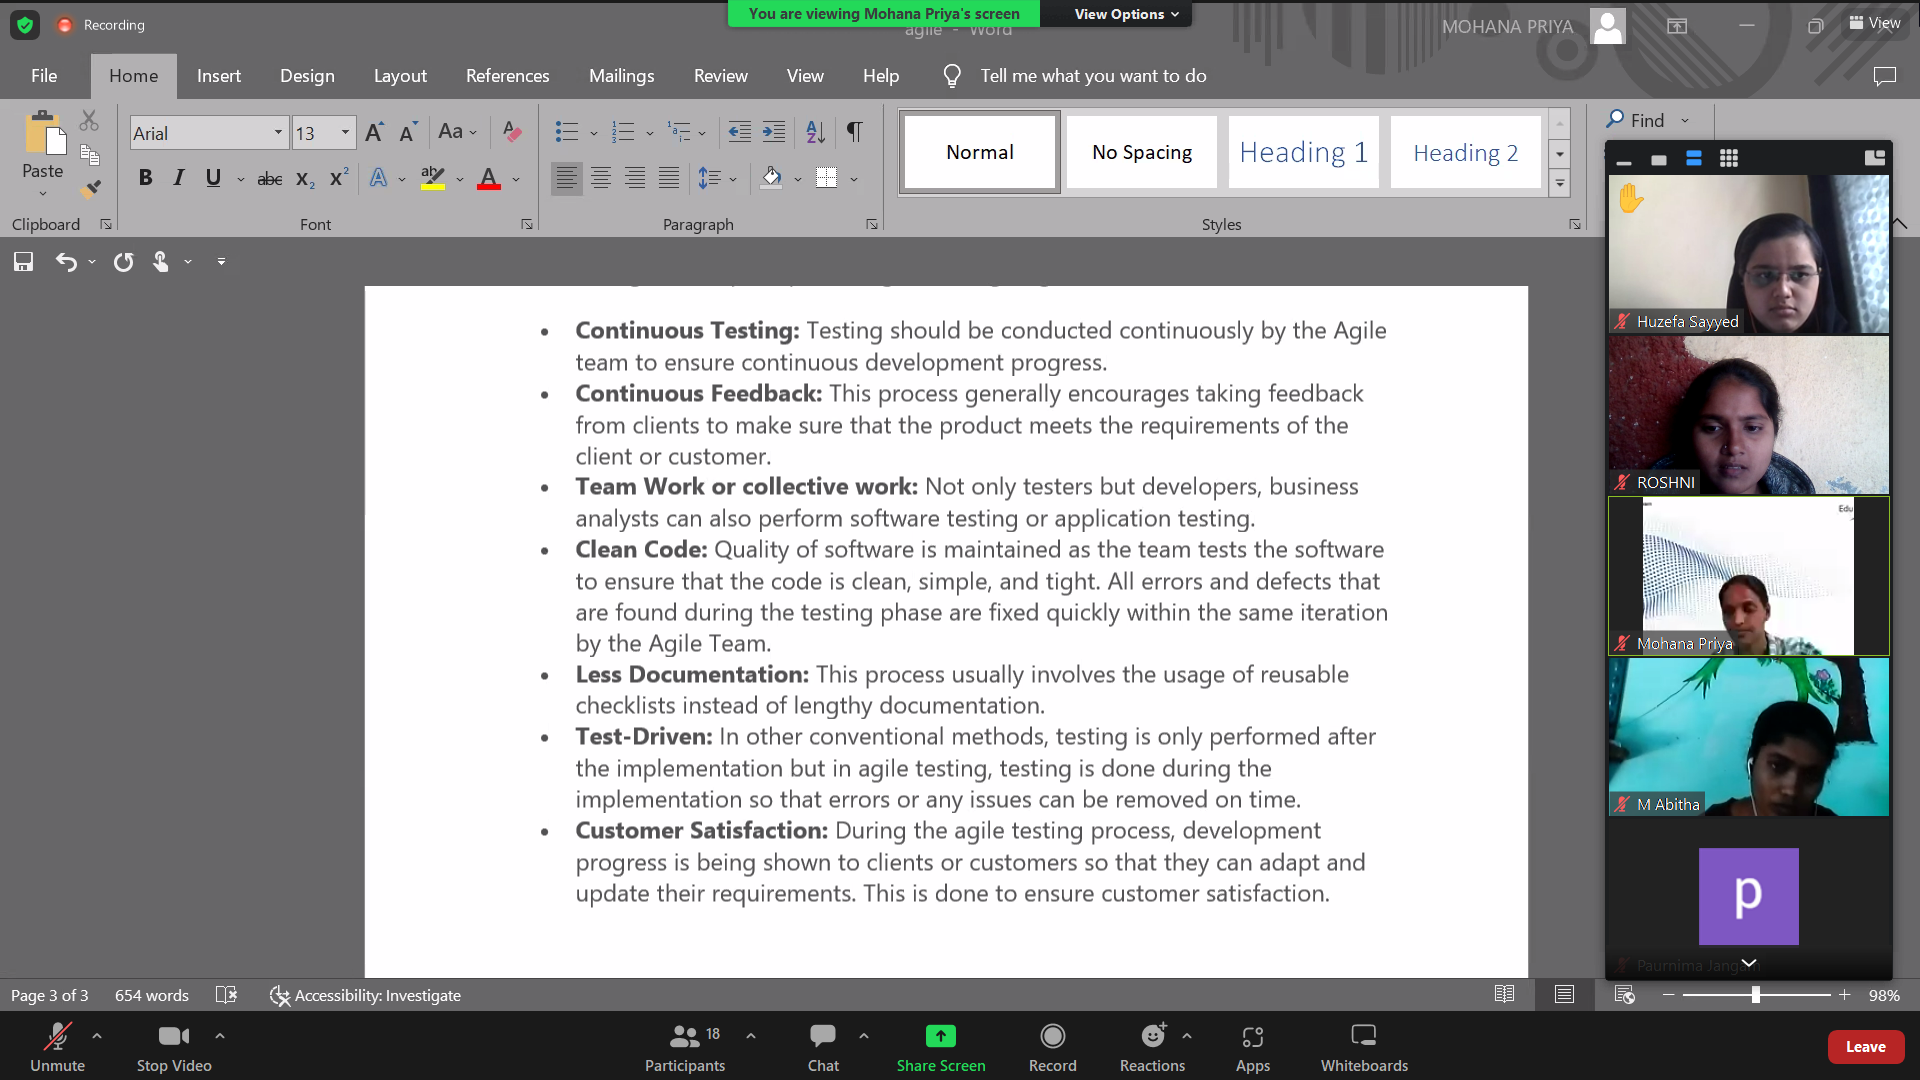 Recording
You are viewing Mohana Priya's screen
View Options
agile - Word
MOHANA PRIYA
View
File
Home
Insert
Design
Layout
References
Mailings
Review
View
Help
Tell me what you want to do
Paste
Clipboard
Arial
13
Aa
B I U abc X₂ X² A ab A
Font
Paragraph
Normal
No Spacing
Heading 1
Heading 2
Styles
Find
• Continuous Testing: Testing should be conducted continuously by the Agile
team to ensure continuous development progress.
• Continuous Feedback: This process generally encourages taking feedback
from clients to make sure that the product meets the requirements of the
client or customer.
• Team Work or collective work: Not only testers but developers, business
analysts can also perform software testing or application testing.
• Clean Code: Quality of software is maintained as the team tests the software
to ensure that the code is clean, simple, and tight. All errors and defects that
are found during the testing phase are fixed quickly within the same iteration
by the Agile Team.
• Less Documentation: This process usually involves the usage of reusable
checklists instead of lengthy documentation.
• Test-Driven: In other conventional methods, testing is only performed after
the implementation but in agile testing, testing is done during the
implementation so that errors or any issues can be removed on time.
• Customer Satisfaction: During the agile testing process, development
progress is being shown to clients or customers so that they can adapt and
update their requirements. This is done to ensure customer satisfaction.
Huzefa Sayyed
ROSHNI
Edu
Mohana Priya
M Abitha
p
Paurnima Jangam
Page 3 of 3
654 words
Accessibility: Investigate
98%
Unmute
Stop Video
Participants
18
Chat
Share Screen
Record
Reactions
Apps
Whiteboards
Leave